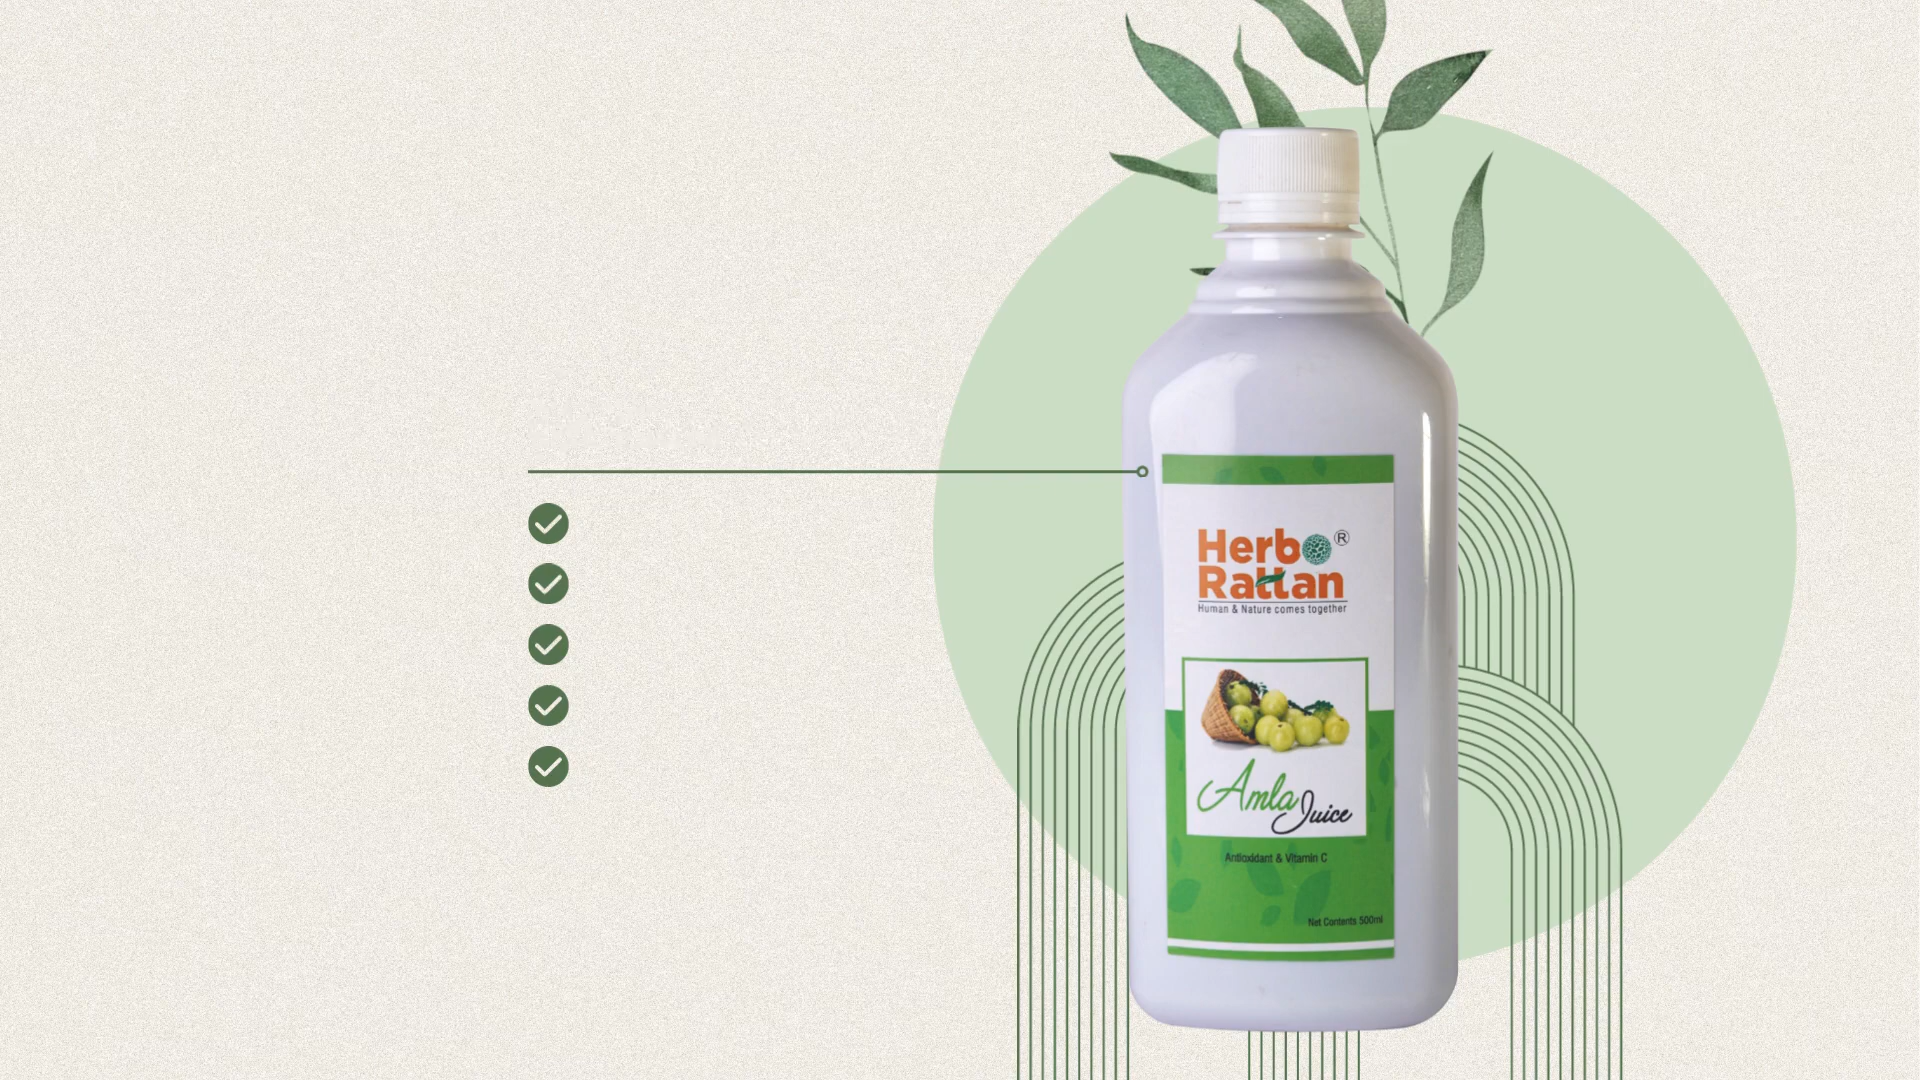 Herbo ®
Rattan
Human & Nature comes together
Amla
Juice
Antioxidant & Vitamin C
Net Contents 500ml